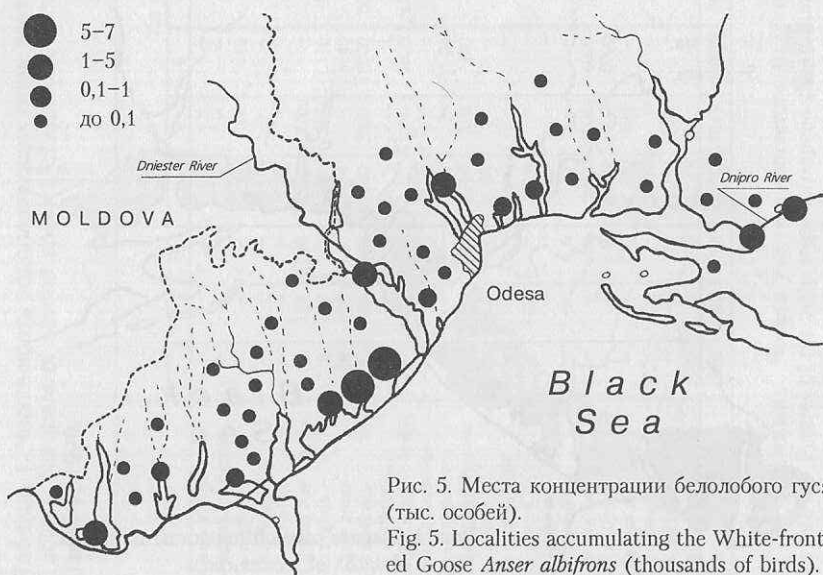 5–7
1–5
0,1–1
до 0,1
Dniester River
MOLDOVA
Dnipro River
Odesa
Black
Sea
Рис. 5. Места концентрации белолобого гуся
(тыс. особей).
Fig. 5. Localities accumulating the White-front-
ed Goose Anser albifrons (thousands of birds).